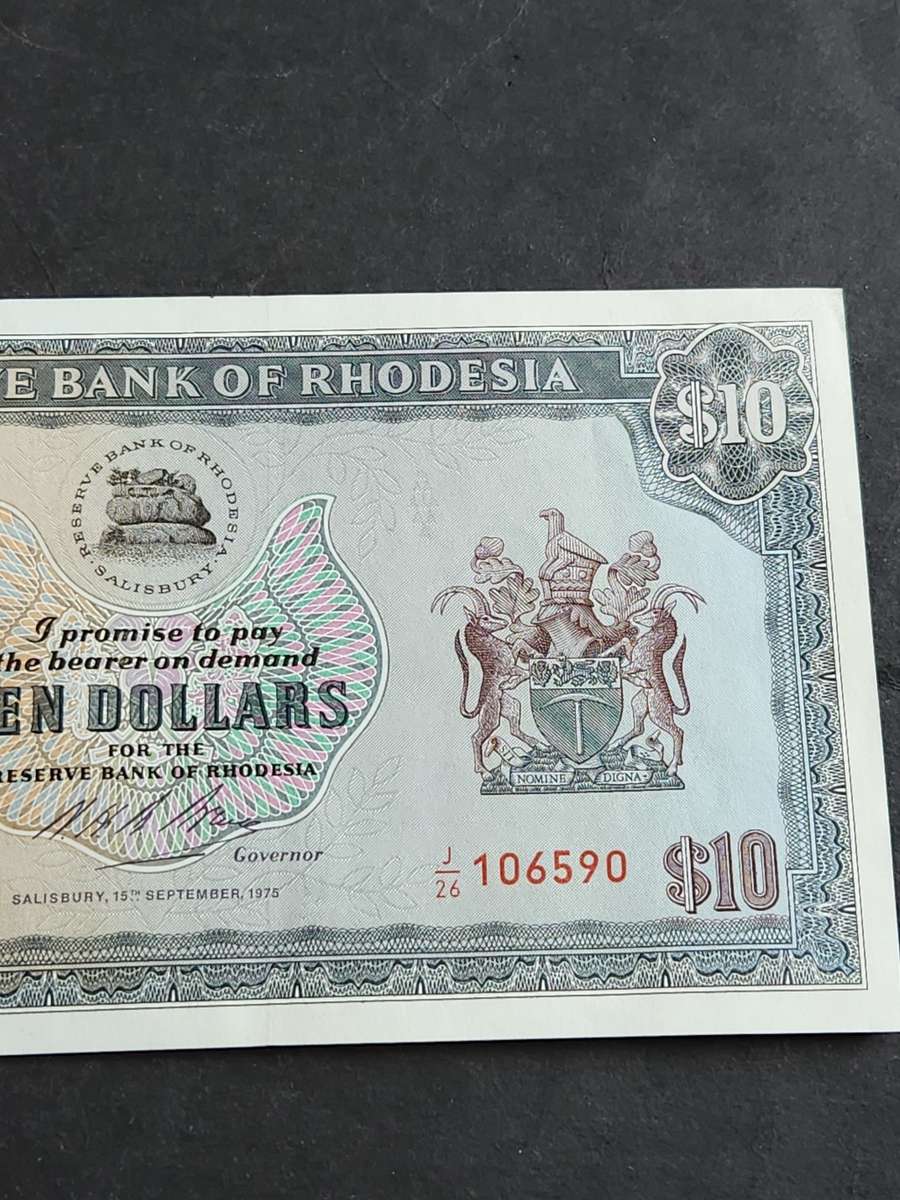 VE BANK OF RHODESIA
$10
RESERVE BANK OF RHODESIA
· SALISBURY ·
I promise to pay
the bearer on demand
EN DOLLARS
FOR THE
RESERVE BANK OF RHODESIA
Governor
SALISBURY, 15TH SEPTEMBER, 1975
NOMINE DIGNA
J/26 106590
$10